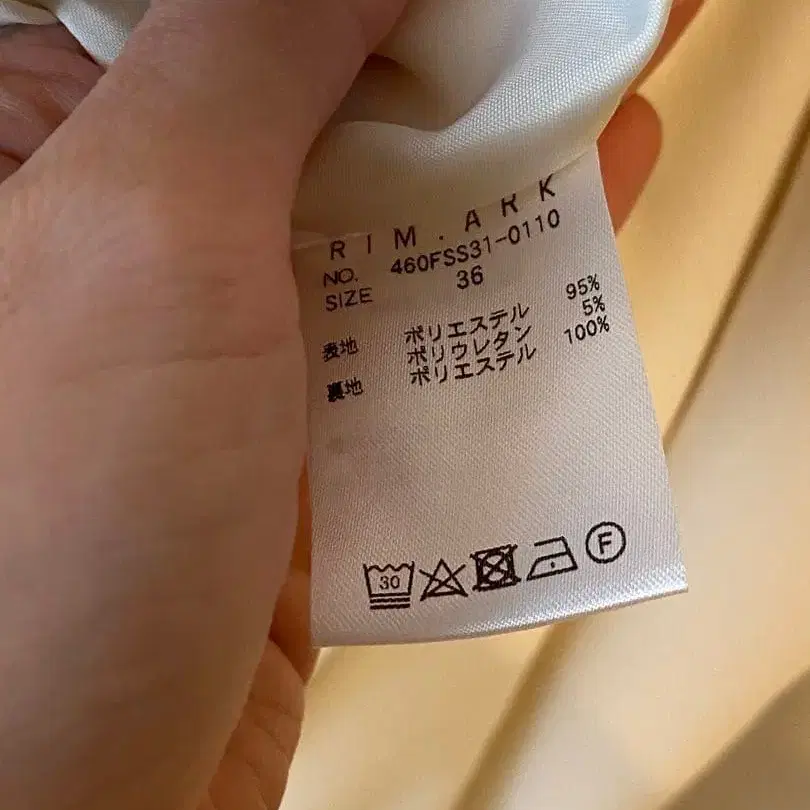 RIM.ARK
NO. 460FSS31-0110
SIZE 36
表地 ポリエステル 95%
ポリウレタン 5%
裏地 ポリエステル 100%
30
F